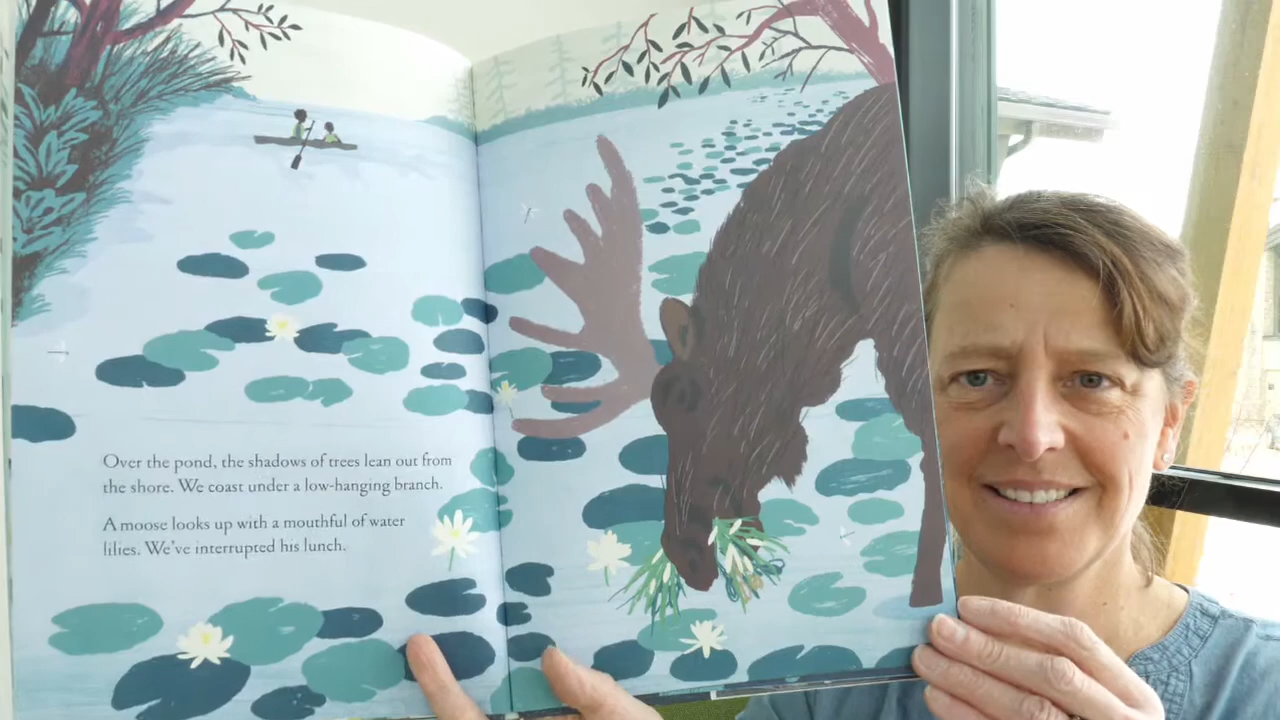 Over the pond, the shadows of trees lean out from
the shore. We coast under a low-hanging branch.
A moose looks up with a mouthful of water
lilies. We've interrupted his lunch.